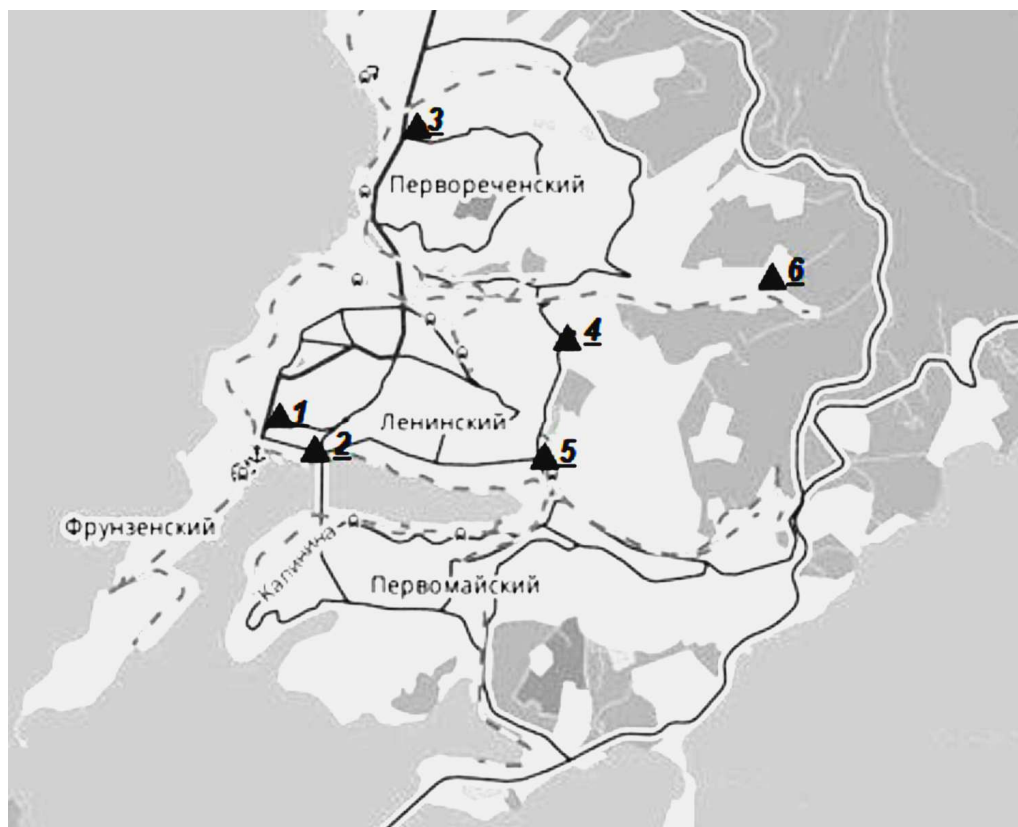 3
Первореченский
6
4
1
Ленинский
2
5
Фрунзенский
Калинина
Первомайский